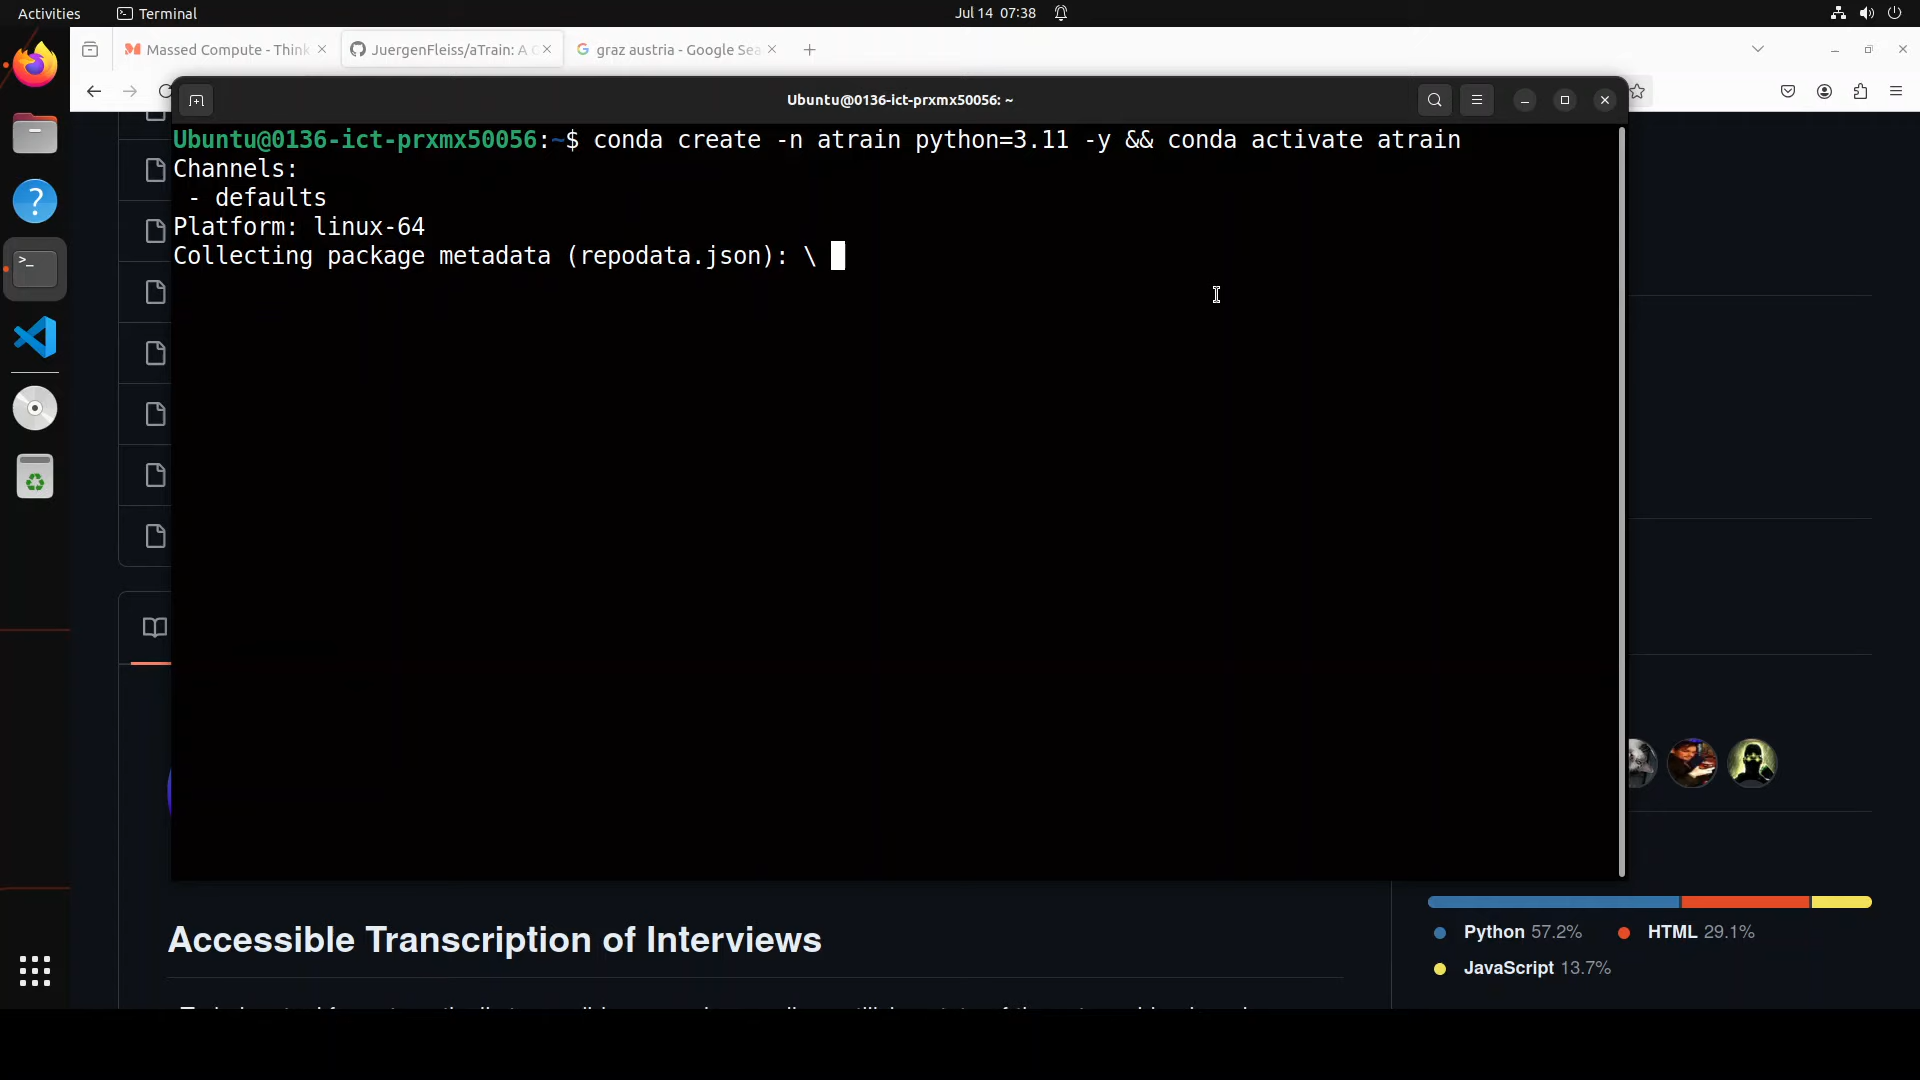 Activities
Terminal
Jul 14 07:38
Massed Compute - Think
JuergenFleiss/aTrain: A
graz austria - Google Sea
Ubuntu@0136-ict-prxmx50056: ~
Ubuntu@0136-ict-prxmx50056:~$ conda create -n atrain python=3.11 -y && conda activate atrain
Channels:
- defaults
Platform: linux-64
Collecting package metadata (repodata.json): \
Accessible Transcription of Interviews
Python 57.2%
HTML 29.1%
JavaScript 13.7%